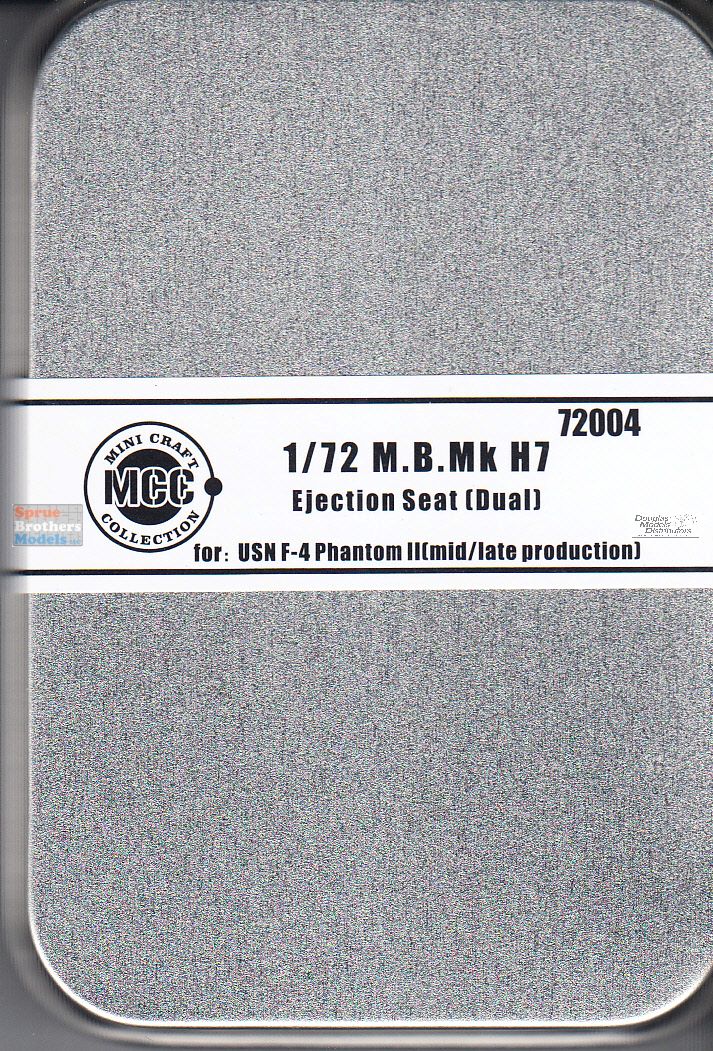 72004
1/72 M.B.Mk H7
Ejection Seat (Dual)
for: USN F-4 Phantom II(mid/late production)
MINI CRAFT
MCC
COLLECTION
Sprue
Brothers
Models LLC
Douglas
Models
Distributors